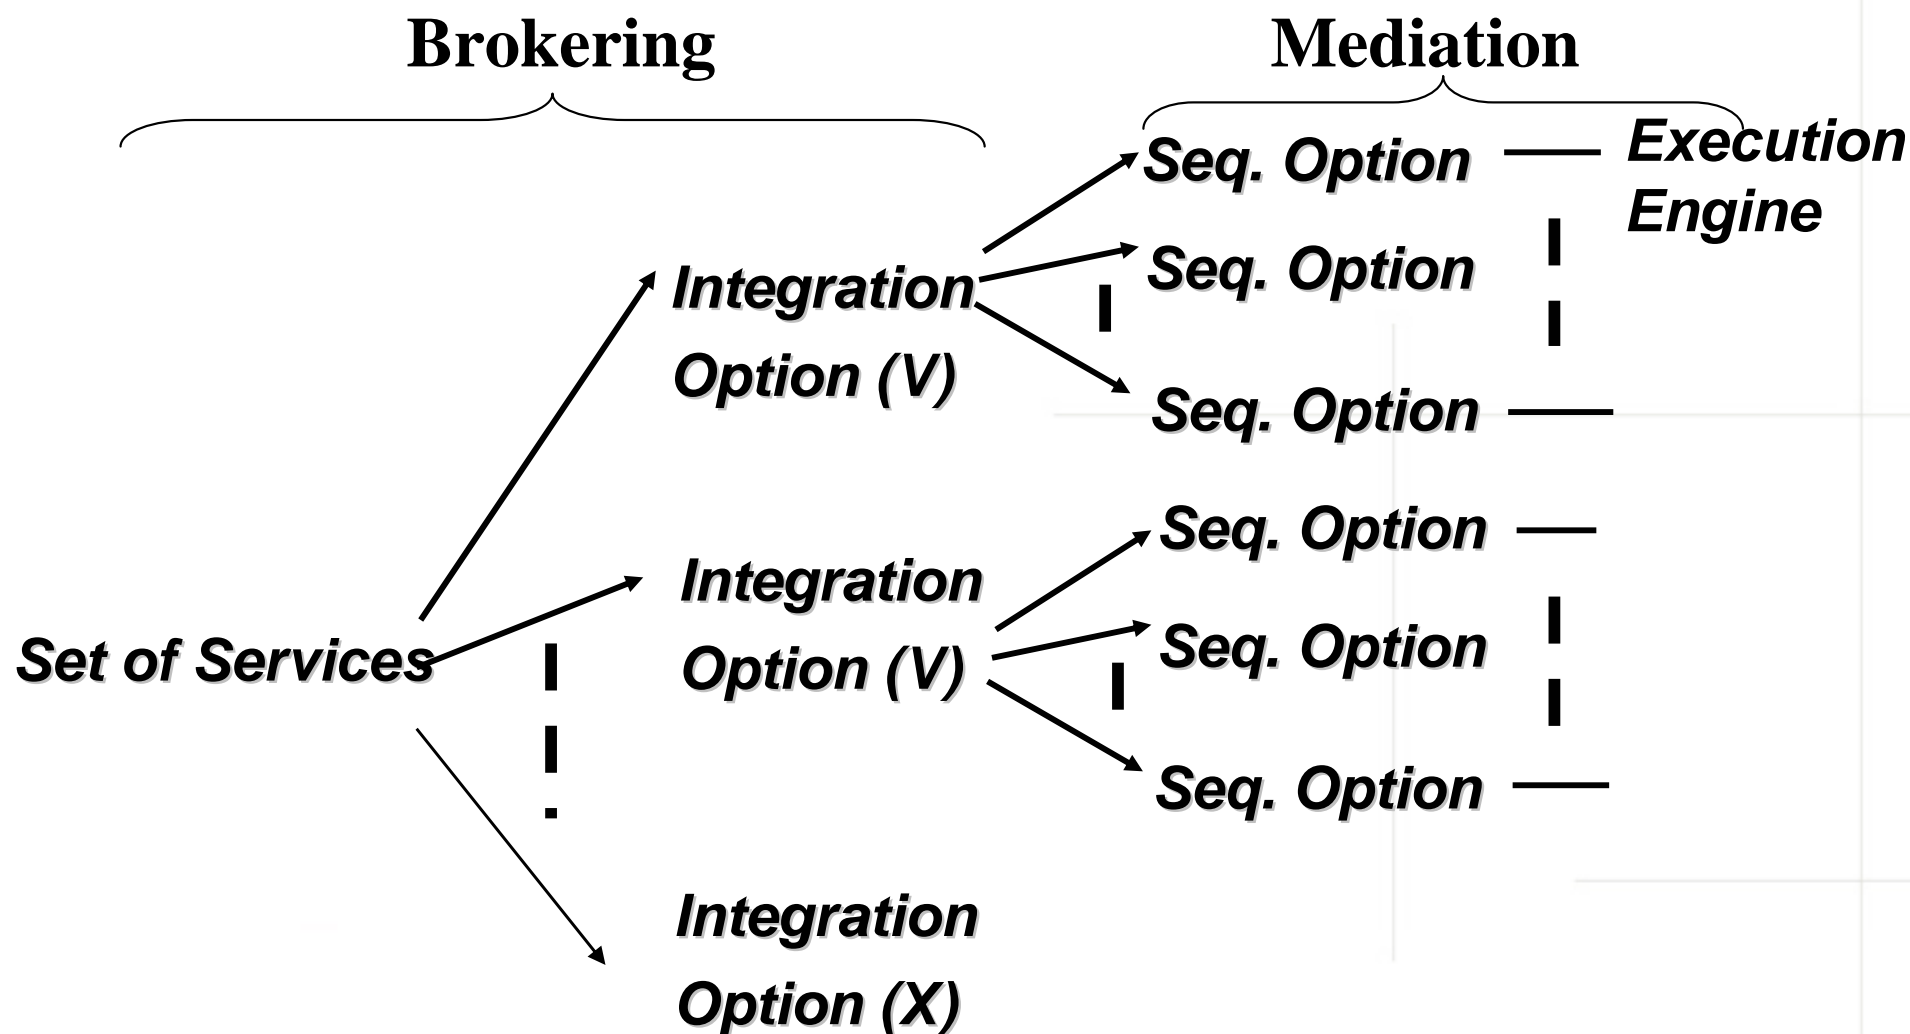 Brokering
Mediation
Seq. Option
Execution
Engine
Seq. Option
Integration
Option (V)
Seq. Option
Seq. Option
Integration
Option (V)
Seq. Option
Set of Services
Seq. Option
Integration
Option (X)